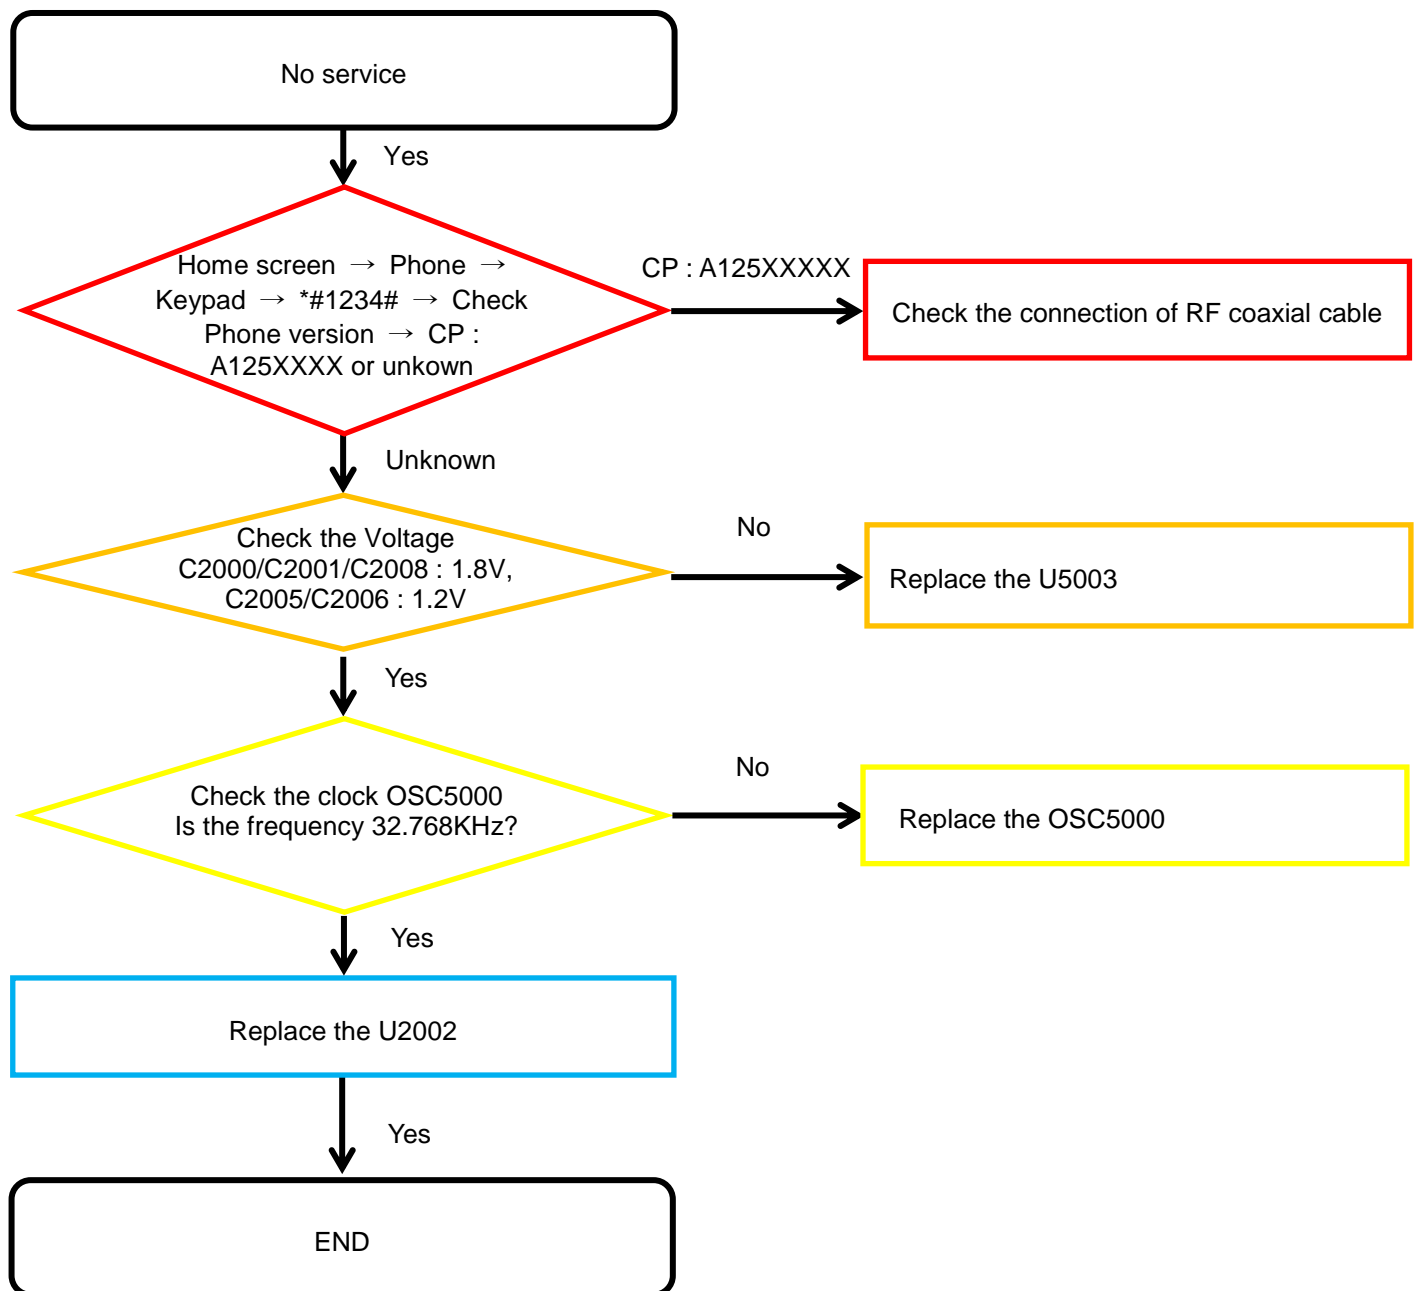 No service
Yes
Home screen → Phone →
Keypad → *#1234# → Check
Phone version → CP :
A125XXXX or unkown
CP : A125XXXXX
Check the connection of RF coaxial cable
Unknown
Check the Voltage
C2000/C2001/C2008 : 1.8V,
C2005/C2006 : 1.2V
No
Replace the U5003
Yes
Check the clock OSC5000
Is the frequency 32.768KHz?
No
Replace the OSC5000
Yes
Replace the U2002
Yes
END